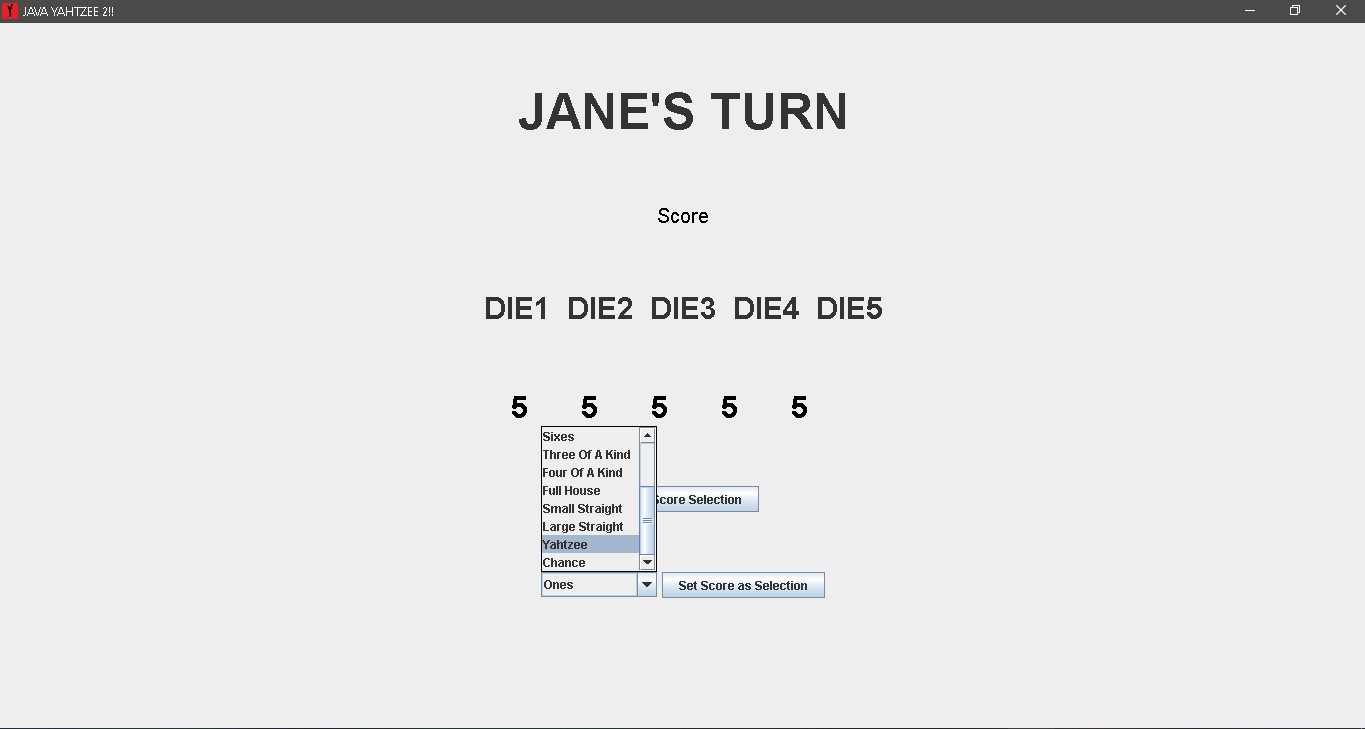 JAVA YAHTZEE 2!!
JANE'S TURN
Score
DIE1 DIE2 DIE3 DIE4 DIE5
5 5 5 5 5
Sixes
Three Of A Kind
Four Of A Kind
Full House
Small Straight
Large Straight
Yahtzee
Chance
Score Selection
Ones
Set Score as Selection